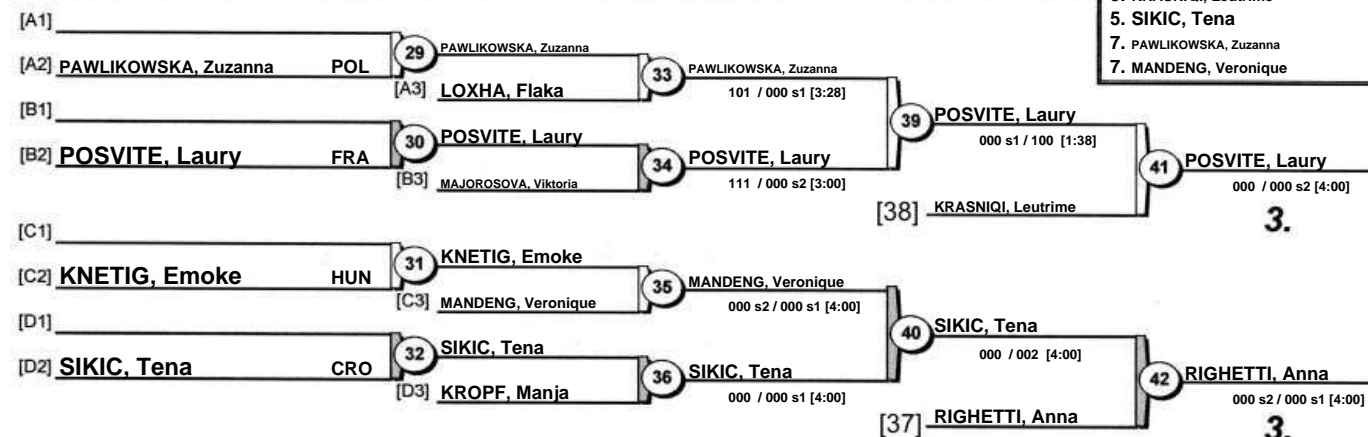 5. SIKIC, Tena
7. PAWLIKOWSKA, Zuzanna
7. MANDENG, Veronique
[A1]
[A2] PAWLIKOWSKA, Zuzanna POL
29
PAWLIKOWSKA, Zuzanna
[A3] LOXHA, Flaka
33
PAWLIKOWSKA, Zuzanna
101 / 000 s1 [3:28]
[B1]
[B2] POSVITE, Laury FRA
30
POSVITE, Laury
[B3] MAJOROSOVA, Viktoria
34
POSVITE, Laury
111 / 000 s2 [3:00]
39
POSVITE, Laury
000 s1 / 100 [1:38]
[38] KRASNIQI, Leutrime
41
POSVITE, Laury
000 / 000 s2 [4:00]
3.
[C1]
[C2] KNETIG, Emoke HUN
31
KNETIG, Emoke
[C3] MANDENG, Veronique
35
MANDENG, Veronique
000 s2 / 000 s1 [4:00]
[D1]
[D2] SIKIC, Tena CRO
32
SIKIC, Tena
[D3] KROPF, Manja
36
SIKIC, Tena
000 / 000 s1 [4:00]
40
SIKIC, Tena
000 / 002 [4:00]
[37] RIGHETTI, Anna
42
RIGHETTI, Anna
000 s2 / 000 s1 [4:00]
3.